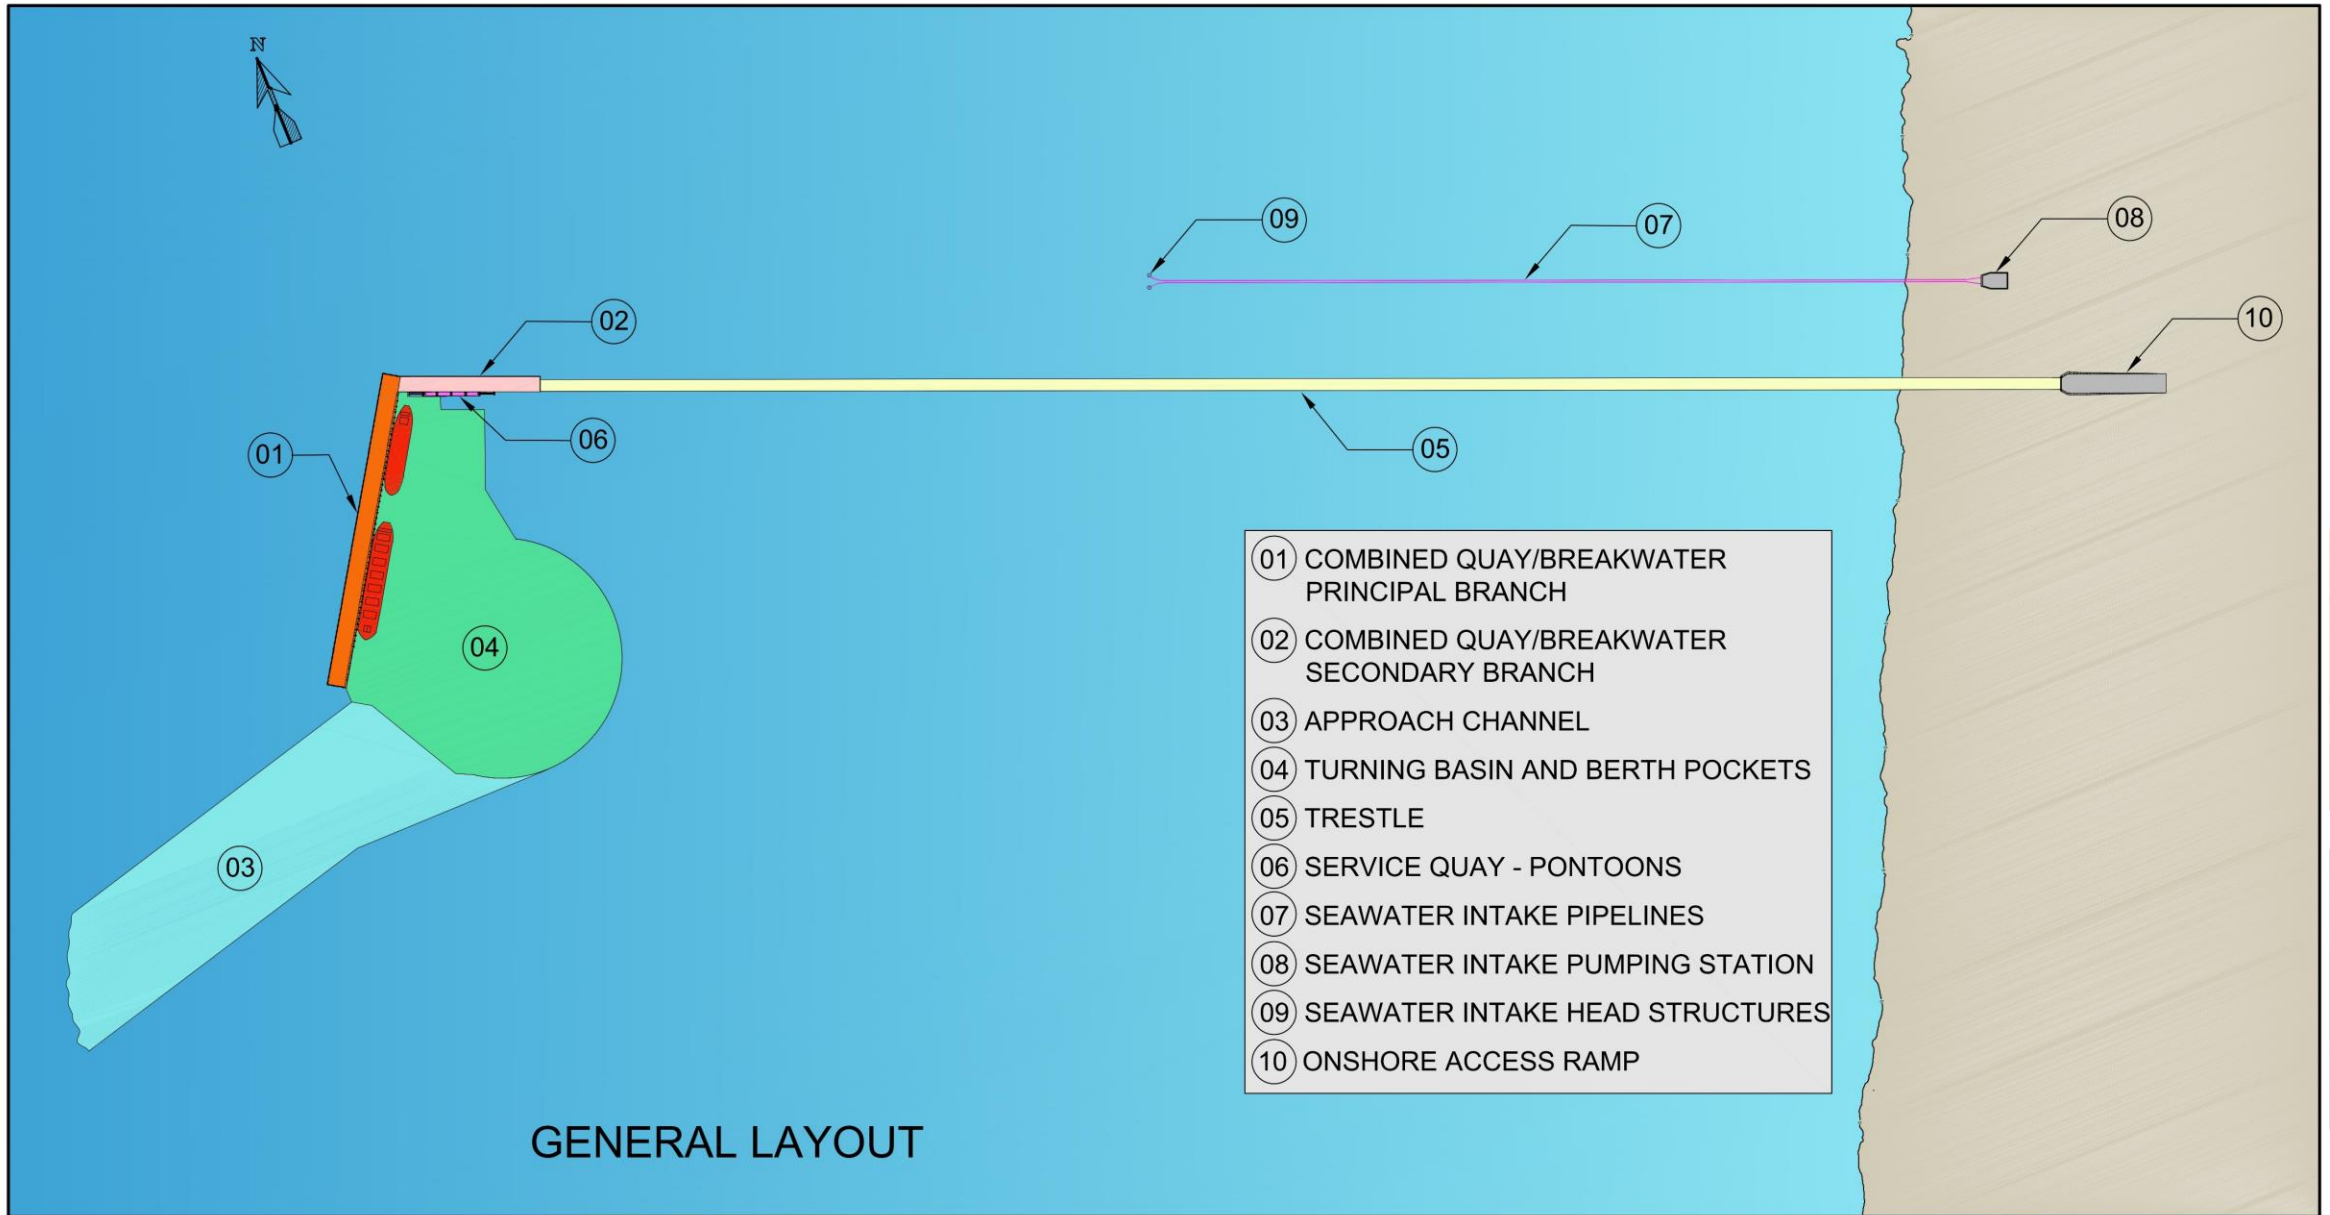 N
09
07
08
02
10
01
06
05
04
03
01 COMBINED QUAY/BREAKWATER
PRINCIPAL BRANCH
02 COMBINED QUAY/BREAKWATER
SECONDARY BRANCH
03 APPROACH CHANNEL
04 TURNING BASIN AND BERTH POCKETS
05 TRESTLE
06 SERVICE QUAY - PONTOONS
07 SEAWATER INTAKE PIPELINES
08 SEAWATER INTAKE PUMPING STATION
09 SEAWATER INTAKE HEAD STRUCTURES
10 ONSHORE ACCESS RAMP
GENERAL LAYOUT